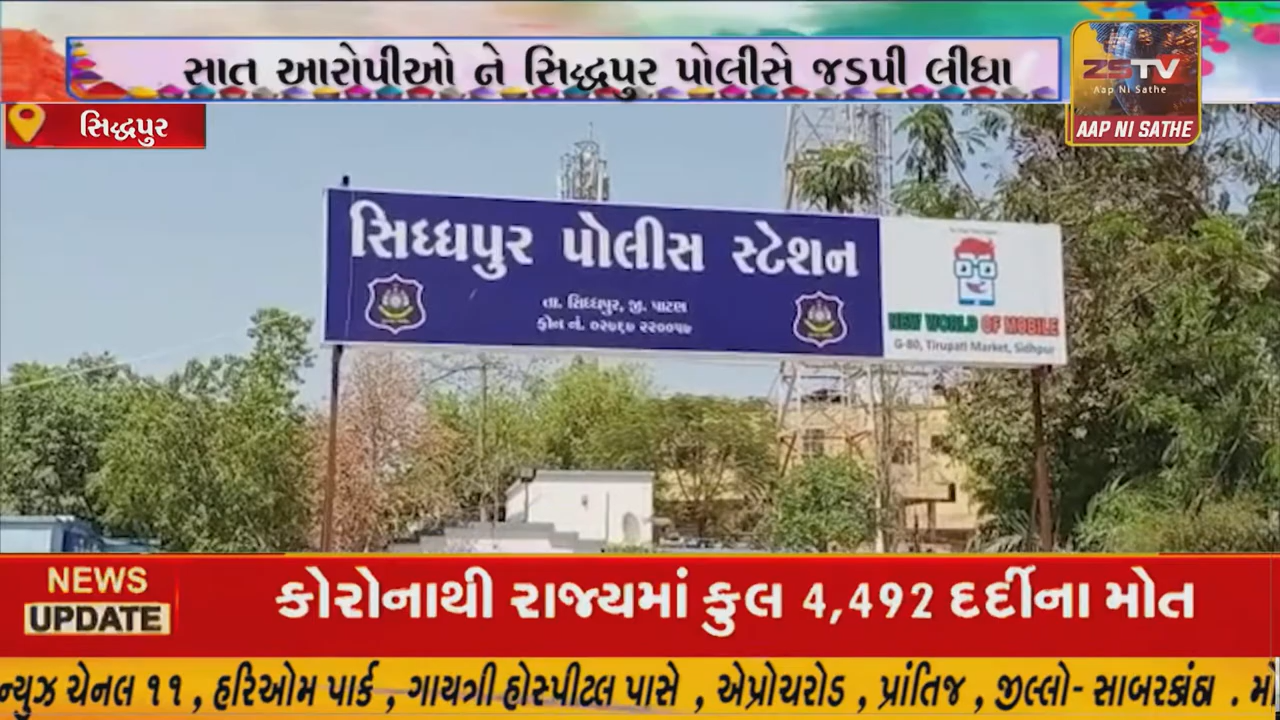 સાત આરોપીઓ ને સિદ્ધપુર પોલીસે જડપી લીધા
ZSTV
Aap Ni Sathe
AAP NI SATHE
સિદ્ધપુર
સિધ્ધપુર પોલીસ સ્ટેશન
તા. સિધ્ધપુર, જી. પાટણ
ફોન નં. ૦૨૭૬૭ ૨૨૦૦૫૭
NEW WORLD OF MOBILE
G-80, Tirupati Market, Sidhpur
NEWS
UPDATE
કોરોનાથી રાજ્યમાં કુલ 4,492 દર્દીના મોત
ન્યુઝ ચેનલ ૧૧ , હરિઓમ પાર્ક , ગાયત્રી હોસ્પીટલ પાસે , એપ્રોચરોડ , પ્રાંતિજ , જીલ્લો- સાબરકાંઠા . મો